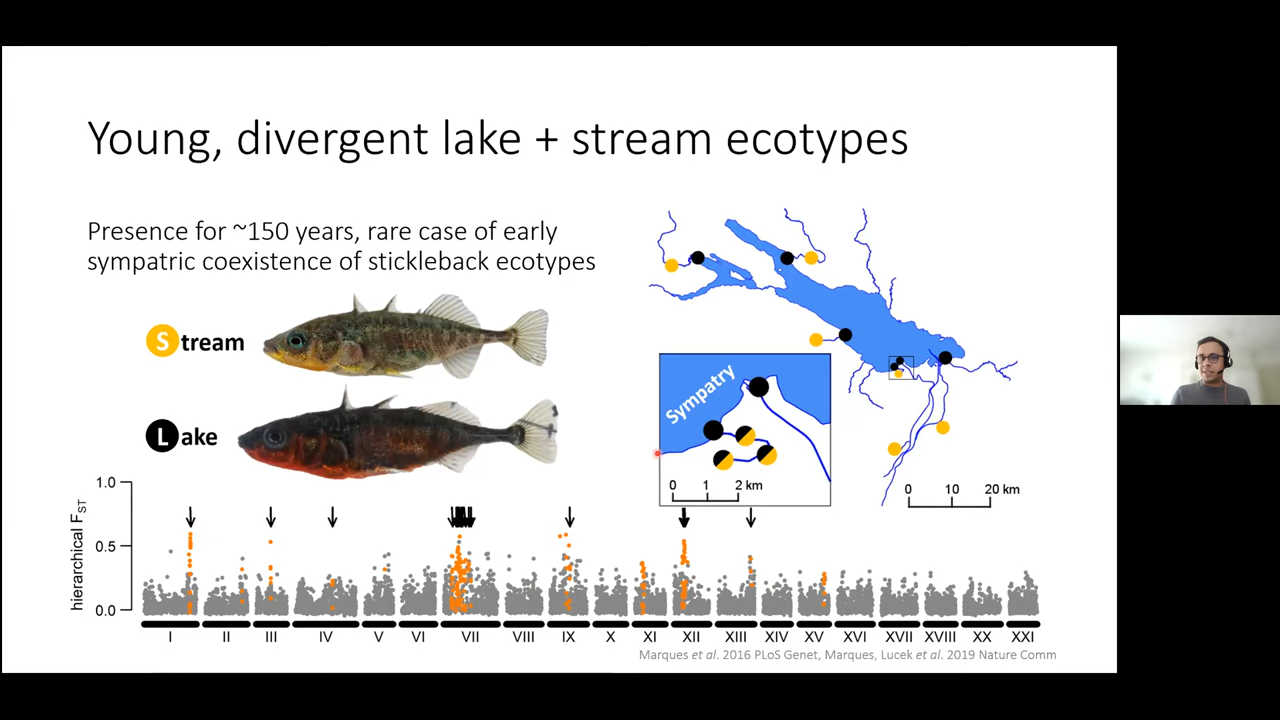 Young, divergent lake + stream ecotypes
Presence for ~150 years, rare case of early
sympatric coexistence of stickleback ecotypes
Stream
Lake
Sympatry
0 1 2 km
0 10 20 km
hierarchical FST
1.0
0.5
0.0
I II III IV V VI VII VIII IX X XI XII XIII XIV XV XVI XVII XVIII XX XXI
Marques et al. 2016 PLoS Genet, Marques, Lucek et al. 2019 Nature Comm